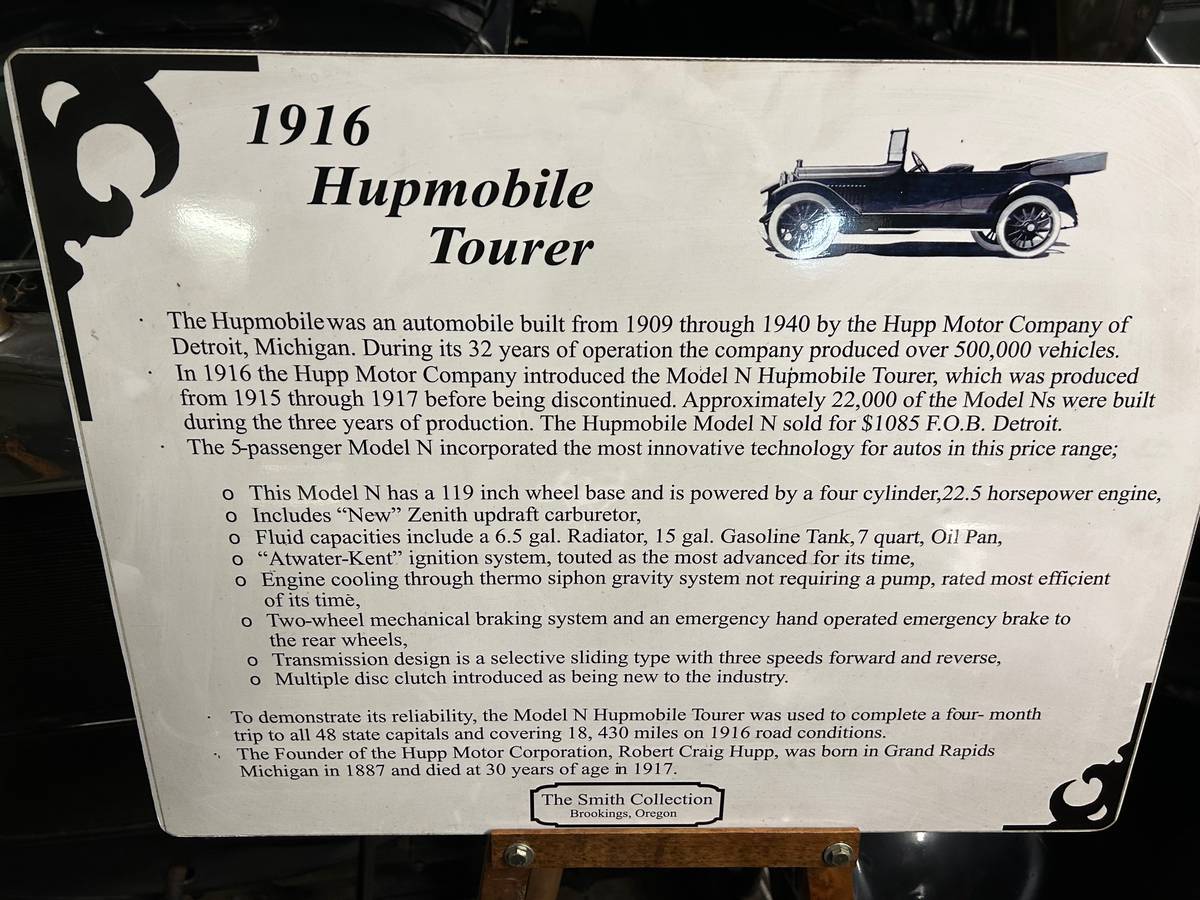 1916
Hupmobile
Tourer
· The Hupmobile was an automobile built from 1909 through 1940 by the Hupp Motor Company of
Detroit, Michigan. During its 32 years of operation the company produced over 500,000 vehicles.
· In 1916 the Hupp Motor Company introduced the Model N Hupmobile Tourer, which was produced
from 1915 through 1917 before being discontinued. Approximately 22,000 of the Model Ns were built
during the three years of production. The Hupmobile Model N sold for $1085 F.O.B. Detroit.
· The 5-passenger Model N incorporated the most innovative technology for autos in this price range;
o This Model N has a 119 inch wheel base and is powered by a four cylinder,22.5 horsepower engine,
o Includes “New” Zenith updraft carburetor,
o Fluid capacities include a 6.5 gal. Radiator, 15 gal. Gasoline Tank,7 quart, Oil Pan,
o “Atwater-Kent” ignition system, touted as the most advanced for its time,
o Engine cooling through thermo siphon gravity system not requiring a pump, rated most efficient
of its time,
o Two-wheel mechanical braking system and an emergency hand operated emergency brake to
the rear wheels,
o Transmission design is a selective sliding type with three speeds forward and reverse,
o Multiple disc clutch introduced as being new to the industry.
· To demonstrate its reliability, the Model N Hupmobile Tourer was used to complete a four- month
trip to all 48 state capitals and covering 18, 430 miles on 1916 road conditions.
· The Founder of the Hupp Motor Corporation, Robert Craig Hupp, was born in Grand Rapids
Michigan in 1887 and died at 30 years of age in 1917.
The Smith Collection
Brookings, Oregon